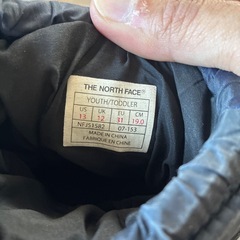 THE NORTH FACE®
YOUTH/TODDLER
US UK EU CM
13 12 31 19.0
NFJ51582 07-153
MADE IN CHINA
FABRIQUÉ EN CHINE